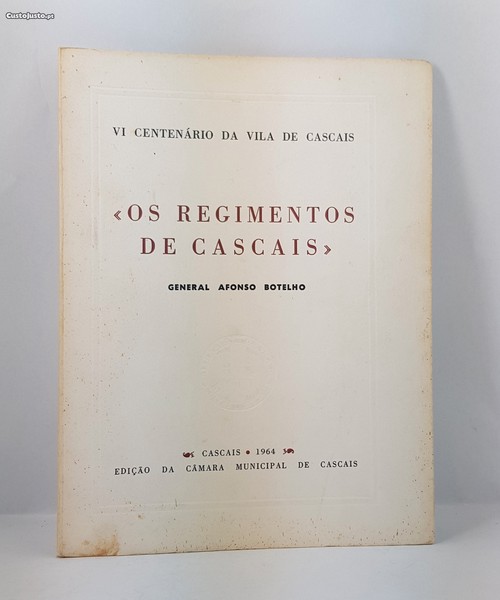 CustoJusto.pt
VI CENTENÁRIO DA VILA DE CASCAIS
«OS REGIMENTOS
DE CASCAIS»
GENERAL AFONSO BOTELHO
CASCAIS • 1964
EDIÇÃO DA CÂMARA MUNICIPAL DE CASCAIS